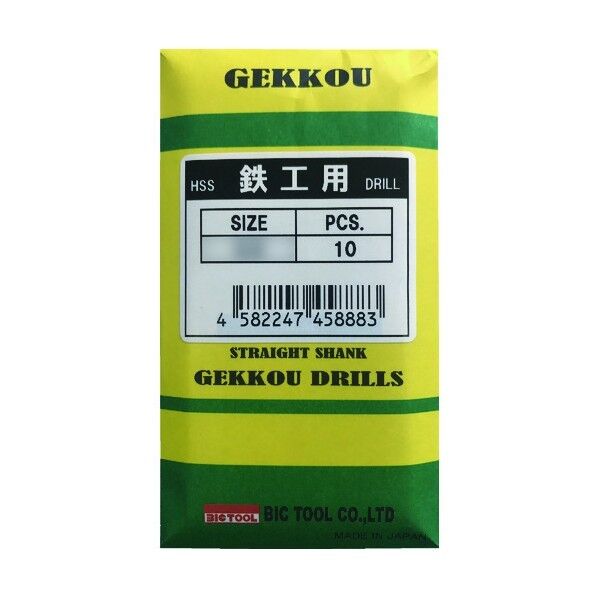 GEKKOU
HSS 鉄工用 DRILL
SIZE PCS.
10
4 582247 458883
STRAIGHT SHANK
GEKKOU DRILLS
BIC TOOL BIC TOOL CO.,LTD
MADE IN JAPAN